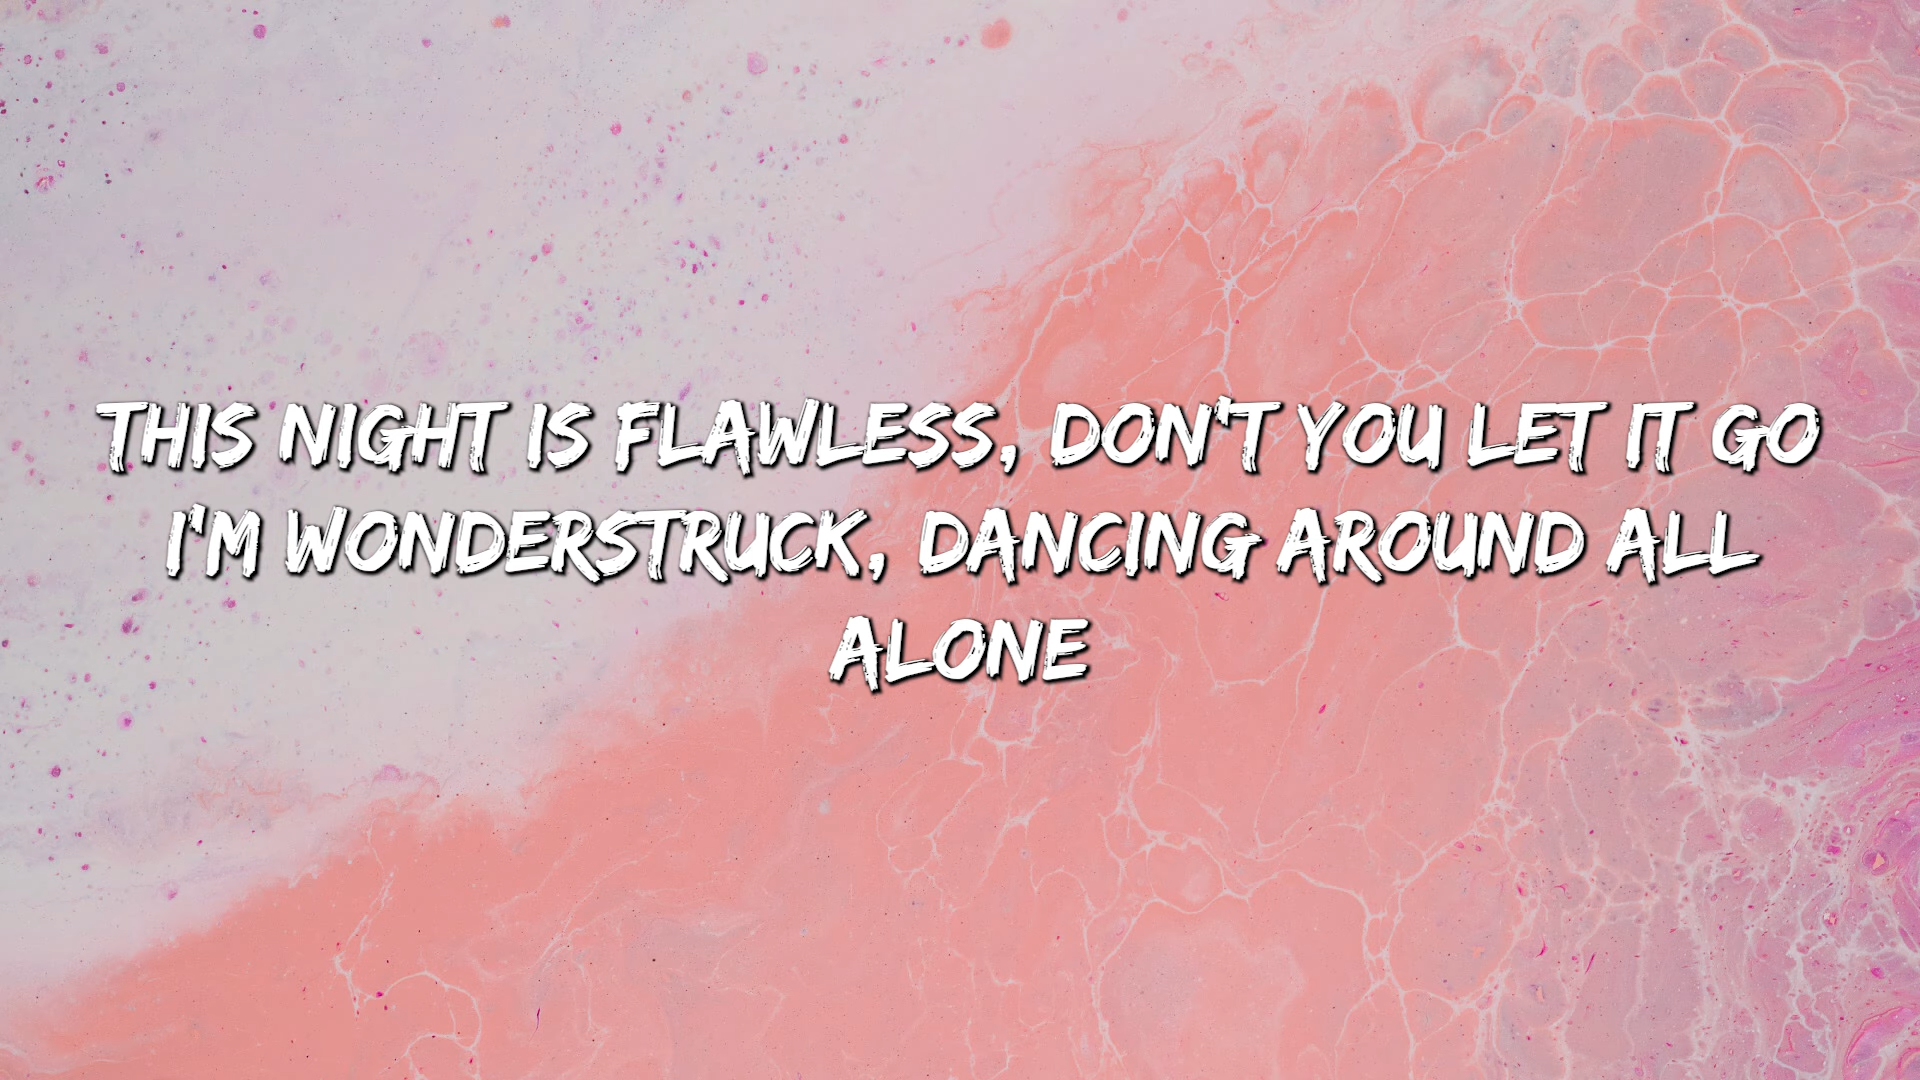 THIS NIGHT IS FLAWLESS, DON'T YOU LET IT GO
I'M WONDERSTRUCK, DANCING AROUND ALL
ALONE